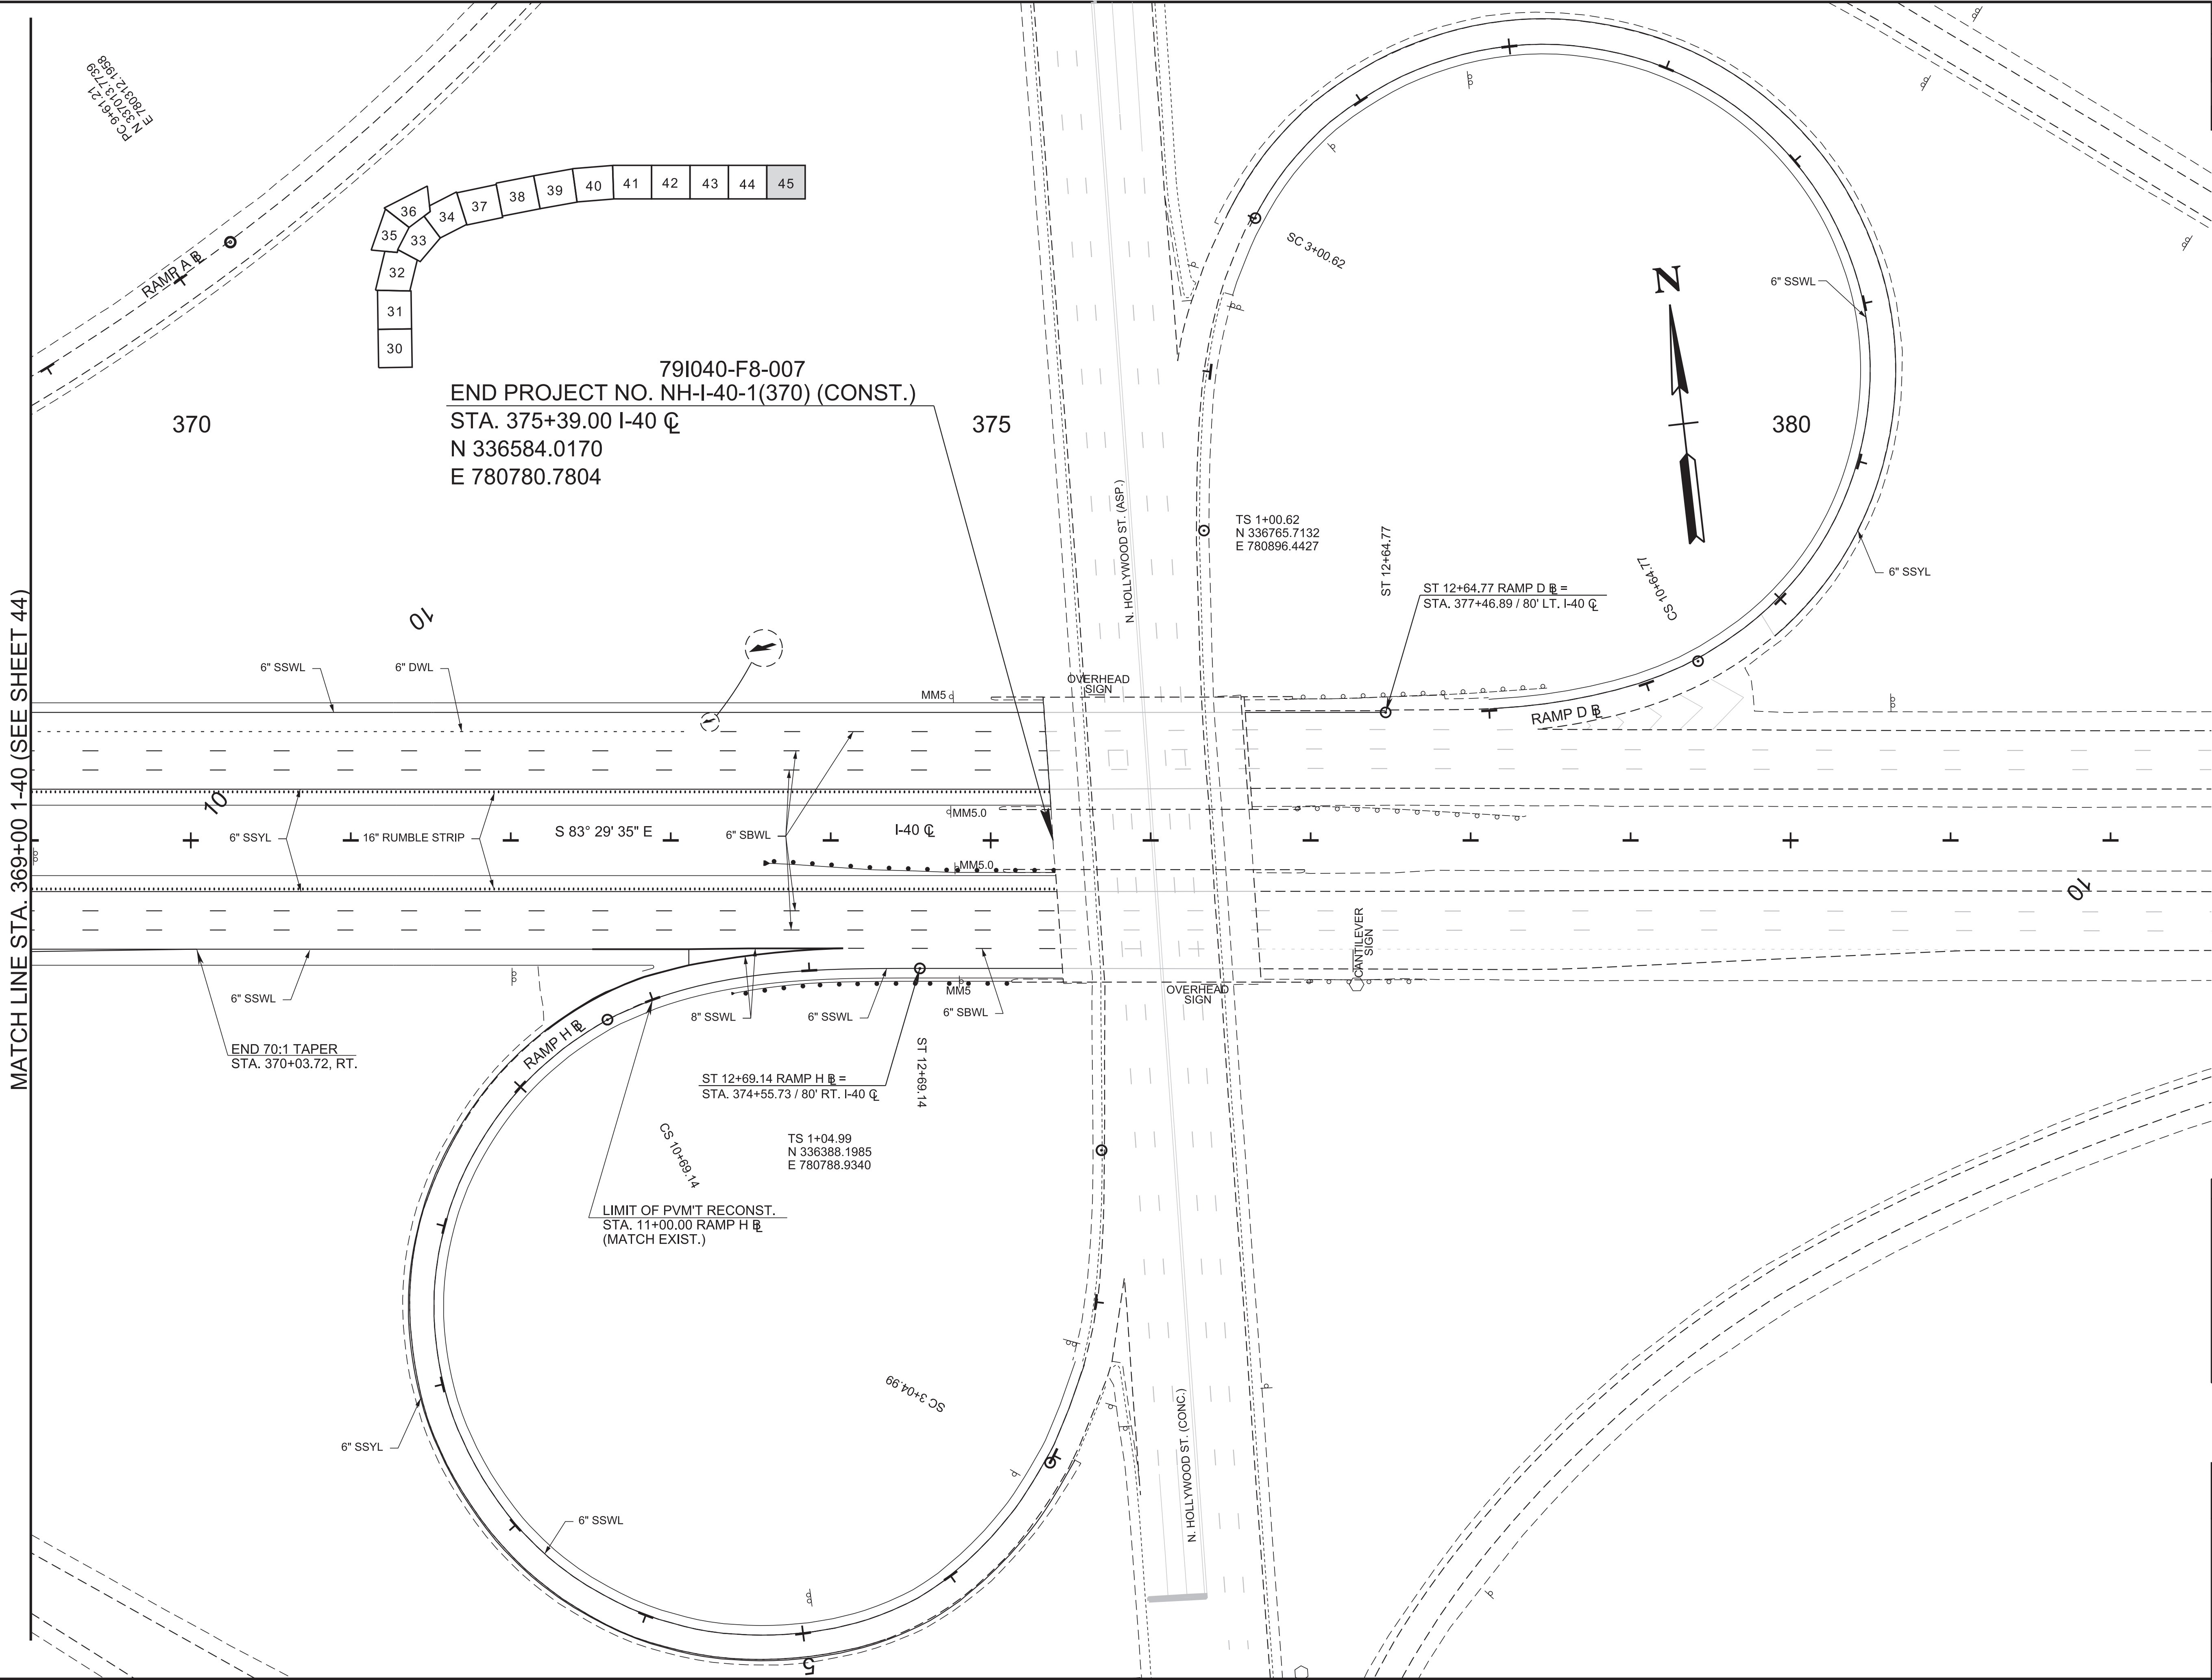 PC 9+61.21
N 337013.7739
E 780312.1958
RAMP A ℄
30
31
32
33
34
35
36
37
38
39
40
41
42
43
44
45
79I040-F8-007
END PROJECT NO. NH-I-40-1(370) (CONST.)
STA. 375+39.00 I-40 ℄
N 336584.0170
E 780780.7804
370
375
380
N
SC 3+00.62
6" SSWL
6" SSYL
TS 1+00.62
N 336765.7132
E 780896.4427
N. HOLLYWOOD ST. (ASP.)
ST 12+64.77
ST 12+64.77 RAMP D BL =
STA. 377+46.89 / 80' LT. I-40 ℄
CS 10+64.77
RAMP D BL
MATCH LINE STA. 369+00 1-40 (SEE SHEET 44)
10
6" SSWL
6" DWL
MM5
OVERHEAD
SIGN
10
6" SSYL
16" RUMBLE STRIP
S 83° 29' 35" E
6" SBWL
I-40 ℄
MM5.0
MM5.0
10
CANTILEVER
SIGN
OVERHEAD
SIGN
6" SSWL
END 70:1 TAPER
STA. 370+03.72, RT.
RAMP H BL
8" SSWL
6" SSWL
MM5
6" SBWL
ST 12+69.14
ST 12+69.14 RAMP H BL =
STA. 374+55.73 / 80' RT. I-40 ℄
CS 10+69.14
TS 1+04.99
N 336388.1985
E 780788.9340
LIMIT OF PVM'T RECONST.
STA. 11+00.00 RAMP H BL
(MATCH EXIST.)
SC 3+04.99
6" SSYL
6" SSWL
N. HOLLYWOOD ST. (CONC.)
5